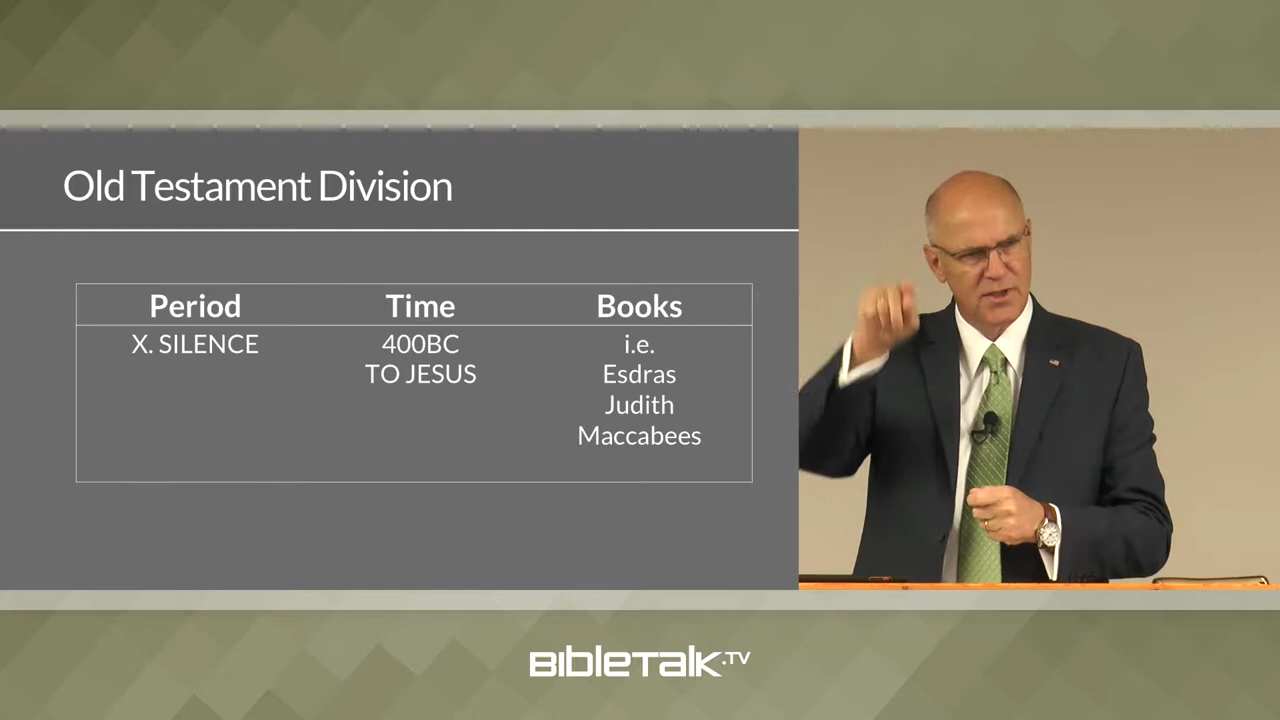 Old Testament Division
Period Time Books
X. SILENCE 400BC i.e.
TO JESUS Esdras
Judith
Maccabees
BIBLETALK.TV